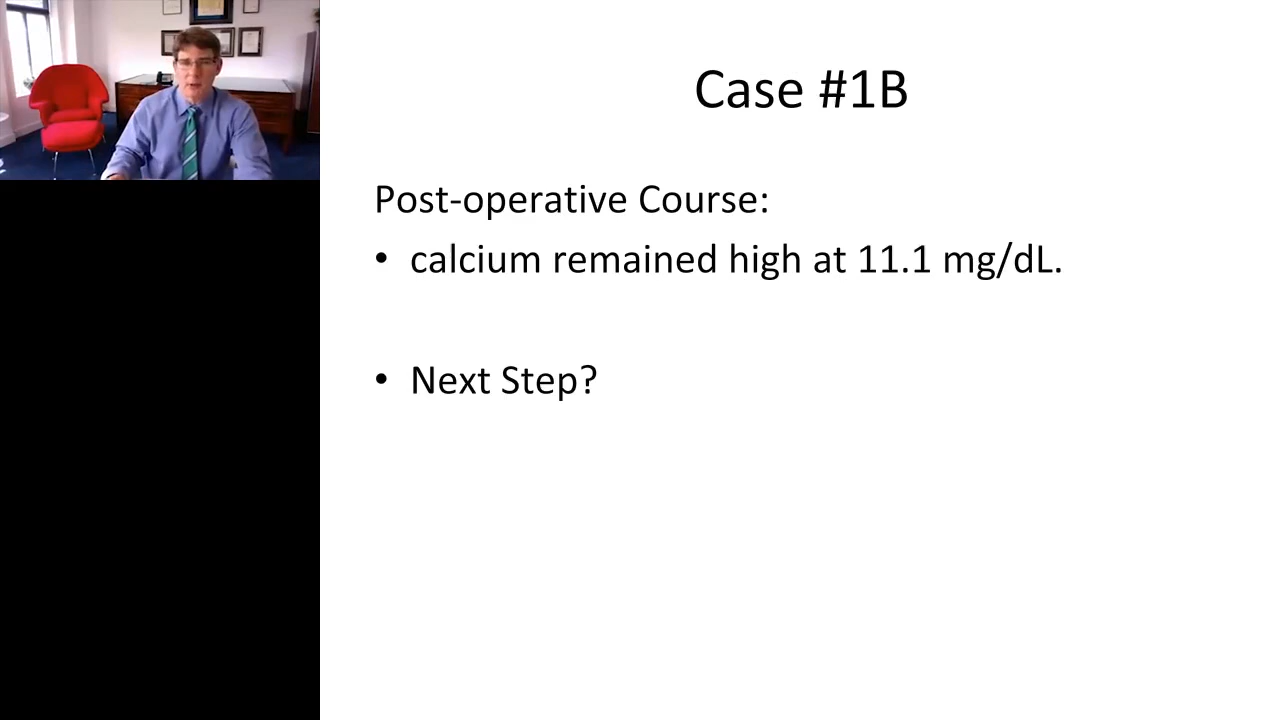 Case #1B
Post-operative Course:
• calcium remained high at 11.1 mg/dL.
• Next Step?